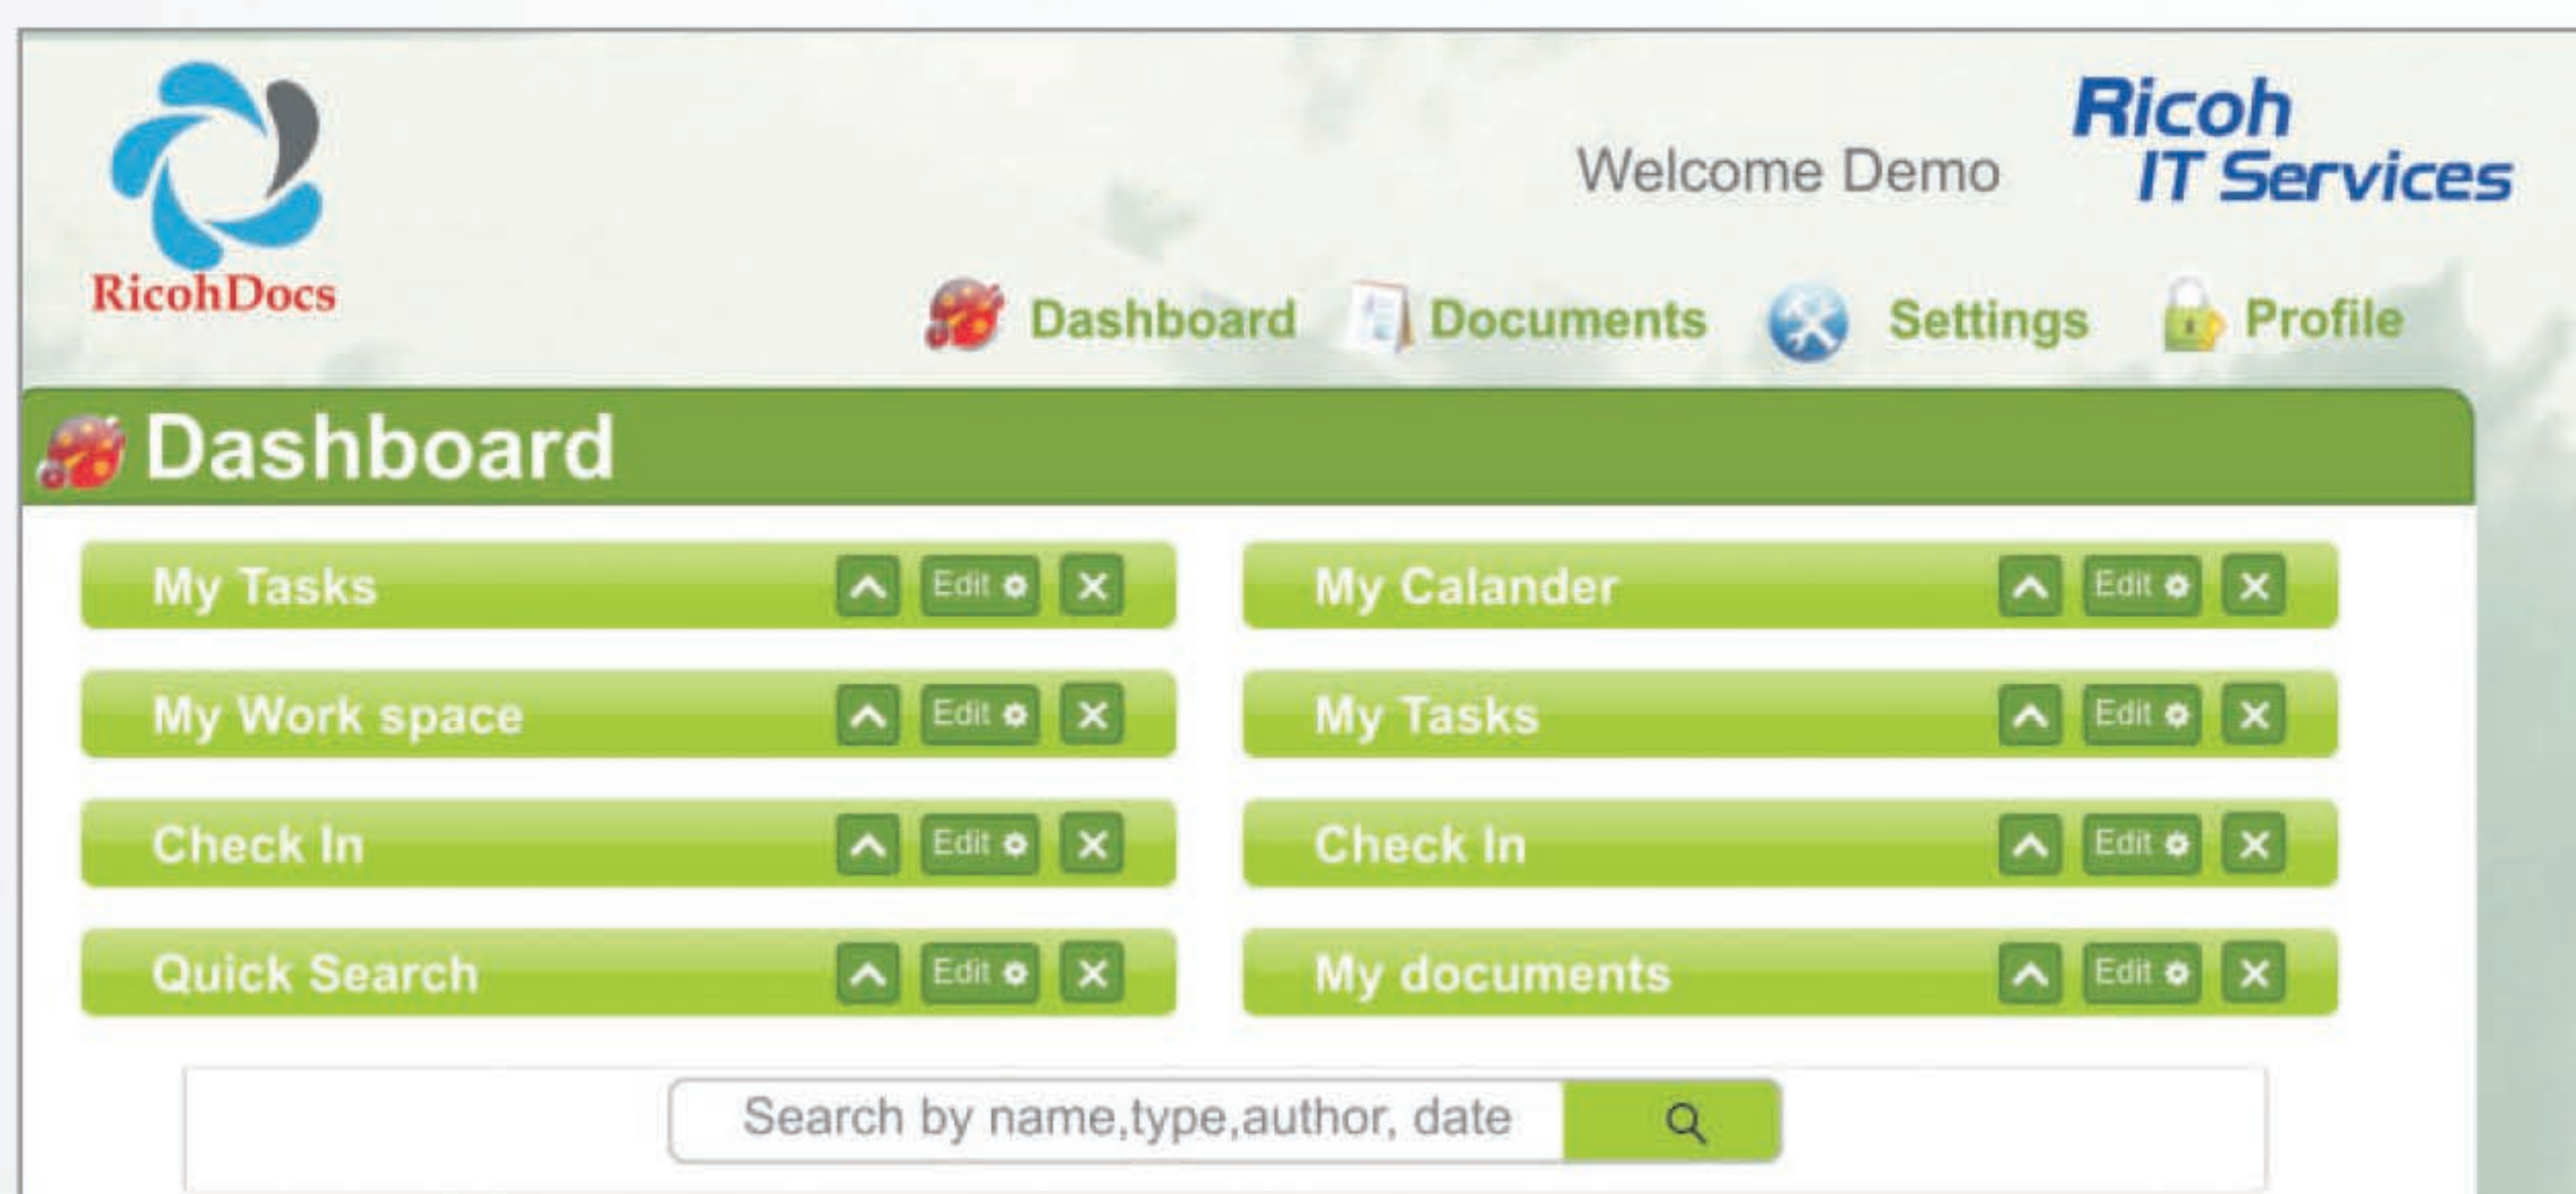 Ricoh
IT Services
Welcome Demo
RicohDocs
Dashboard Documents Settings Profile
Dashboard
My Tasks Edit
My Calander Edit
My Work space Edit
My Tasks Edit
Check In Edit
Check In Edit
Quick Search Edit
My documents Edit
Search by name,type,author, date